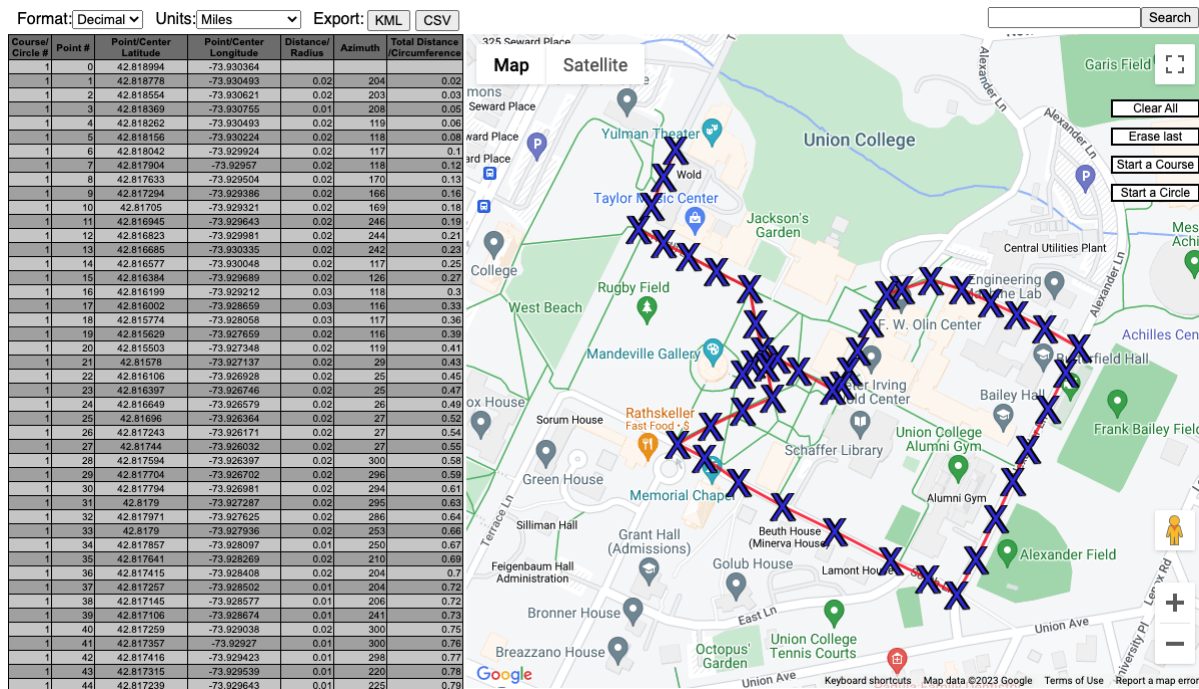 Format: Decimal Units: Miles Export: KML CSV Search
Course/Circle # Point # Point/Center Latitude Point/Center Longitude Distance/Radius Azimuth Total Distance/Circumference
1 0 42.818994 -73.930364
1 1 42.818778 -73.930493 0.02 204 0.02
1 2 42.818554 -73.930621 0.02 203 0.03
1 3 42.818369 -73.930755 0.01 208 0.05
1 4 42.818262 -73.930493 0.02 119 0.06
1 5 42.818156 -73.930224 0.02 118 0.08
1 6 42.818042 -73.929924 0.02 117 0.1
1 7 42.817904 -73.92957 0.02 118 0.12
1 8 42.817633 -73.929504 0.02 170 0.13
1 9 42.817294 -73.929386 0.02 166 0.16
1 10 42.81705 -73.929321 0.02 169 0.18
1 11 42.816945 -73.929643 0.02 246 0.19
1 12 42.816823 -73.929981 0.02 244 0.21
1 13 42.816685 -73.930335 0.02 242 0.23
1 14 42.816577 -73.930048 0.02 117 0.25
1 15 42.816384 -73.929689 0.02 126 0.27
1 16 42.816199 -73.929212 0.03 118 0.3
1 17 42.816002 -73.928659 0.03 116 0.33
1 18 42.815774 -73.928058 0.03 117 0.36
1 19 42.815629 -73.927659 0.02 116 0.39
1 20 42.815503 -73.927348 0.02 119 0.41
1 21 42.81578 -73.927137 0.02 29 0.43
1 22 42.816106 -73.926928 0.02 25 0.45
1 23 42.816397 -73.926746 0.02 25 0.47
1 24 42.816649 -73.926579 0.02 26 0.49
1 25 42.81696 -73.926364 0.02 27 0.52
1 26 42.817243 -73.926171 0.02 27 0.54
1 27 42.81744 -73.926032 0.02 27 0.55
1 28 42.817594 -73.926397 0.02 300 0.58
1 29 42.817704 -73.926702 0.02 296 0.59
1 30 42.817794 -73.926981 0.02 294 0.61
1 31 42.8179 -73.927287 0.02 295 0.63
1 32 42.817971 -73.927625 0.02 286 0.64
1 33 42.8179 -73.927936 0.02 253 0.66
1 34 42.817857 -73.928097 0.01 250 0.67
1 35 42.817641 -73.928269 0.02 210 0.69
1 36 42.817415 -73.928408 0.02 204 0.7
1 37 42.817257 -73.928502 0.01 204 0.72
1 38 42.817145 -73.928577 0.01 206 0.72
1 39 42.817106 -73.928674 0.01 241 0.73
1 40 42.817259 -73.929038 0.02 300 0.75
1 41 42.817357 -73.92927 0.01 300 0.76
1 42 42.817416 -73.929423 0.01 298 0.77
1 43 42.817315 -73.929539 0.01 220 0.78
1 44 42.817239 -73.929643 0.01 225 0.79
325 Seward Place
Map Satellite
Garis Field
Clear All
Erase last
Start a Course
Start a Circle
mons
Seward Place
ward Place
rd Place
Alexander Ln
Alexander Ln
Yulman Theater
Union College
Wold
Taylor Music Center
Jackson's
Garden
College
Central Utilities Plant
Mes
Achi
Rugby Field
West Beach
Engineering
Lab
Alexander Ln
F. W. Olin Center
Achilles Cen
Mandeville Gallery
Butterfield Hall
Peter Irving
Field Center
Bailey Hall
ox House
Sorum House
Rathskeller
Fast Food • $
Frank Bailey Field
Schaffer Library
Union College
Alumni Gym
Green House
Memorial Chapel
Alumni Gym
Terrace Ln
Silliman Hall
Grant Hall
(Admissions)
Beuth House
(Minerva House)
Alexander Field
Feigenbaum Hall
Administration
Golub House
Lamont House
South Ln
Lenox Rd
Bronner House
East Ln
Union College
Tennis Courts
Union Ave
Breazzano House
Octopus'
Garden
Union Ave
niversity Pl
Google
Keyboard shortcuts Map data ©2023 Google Terms of Use Report a map error